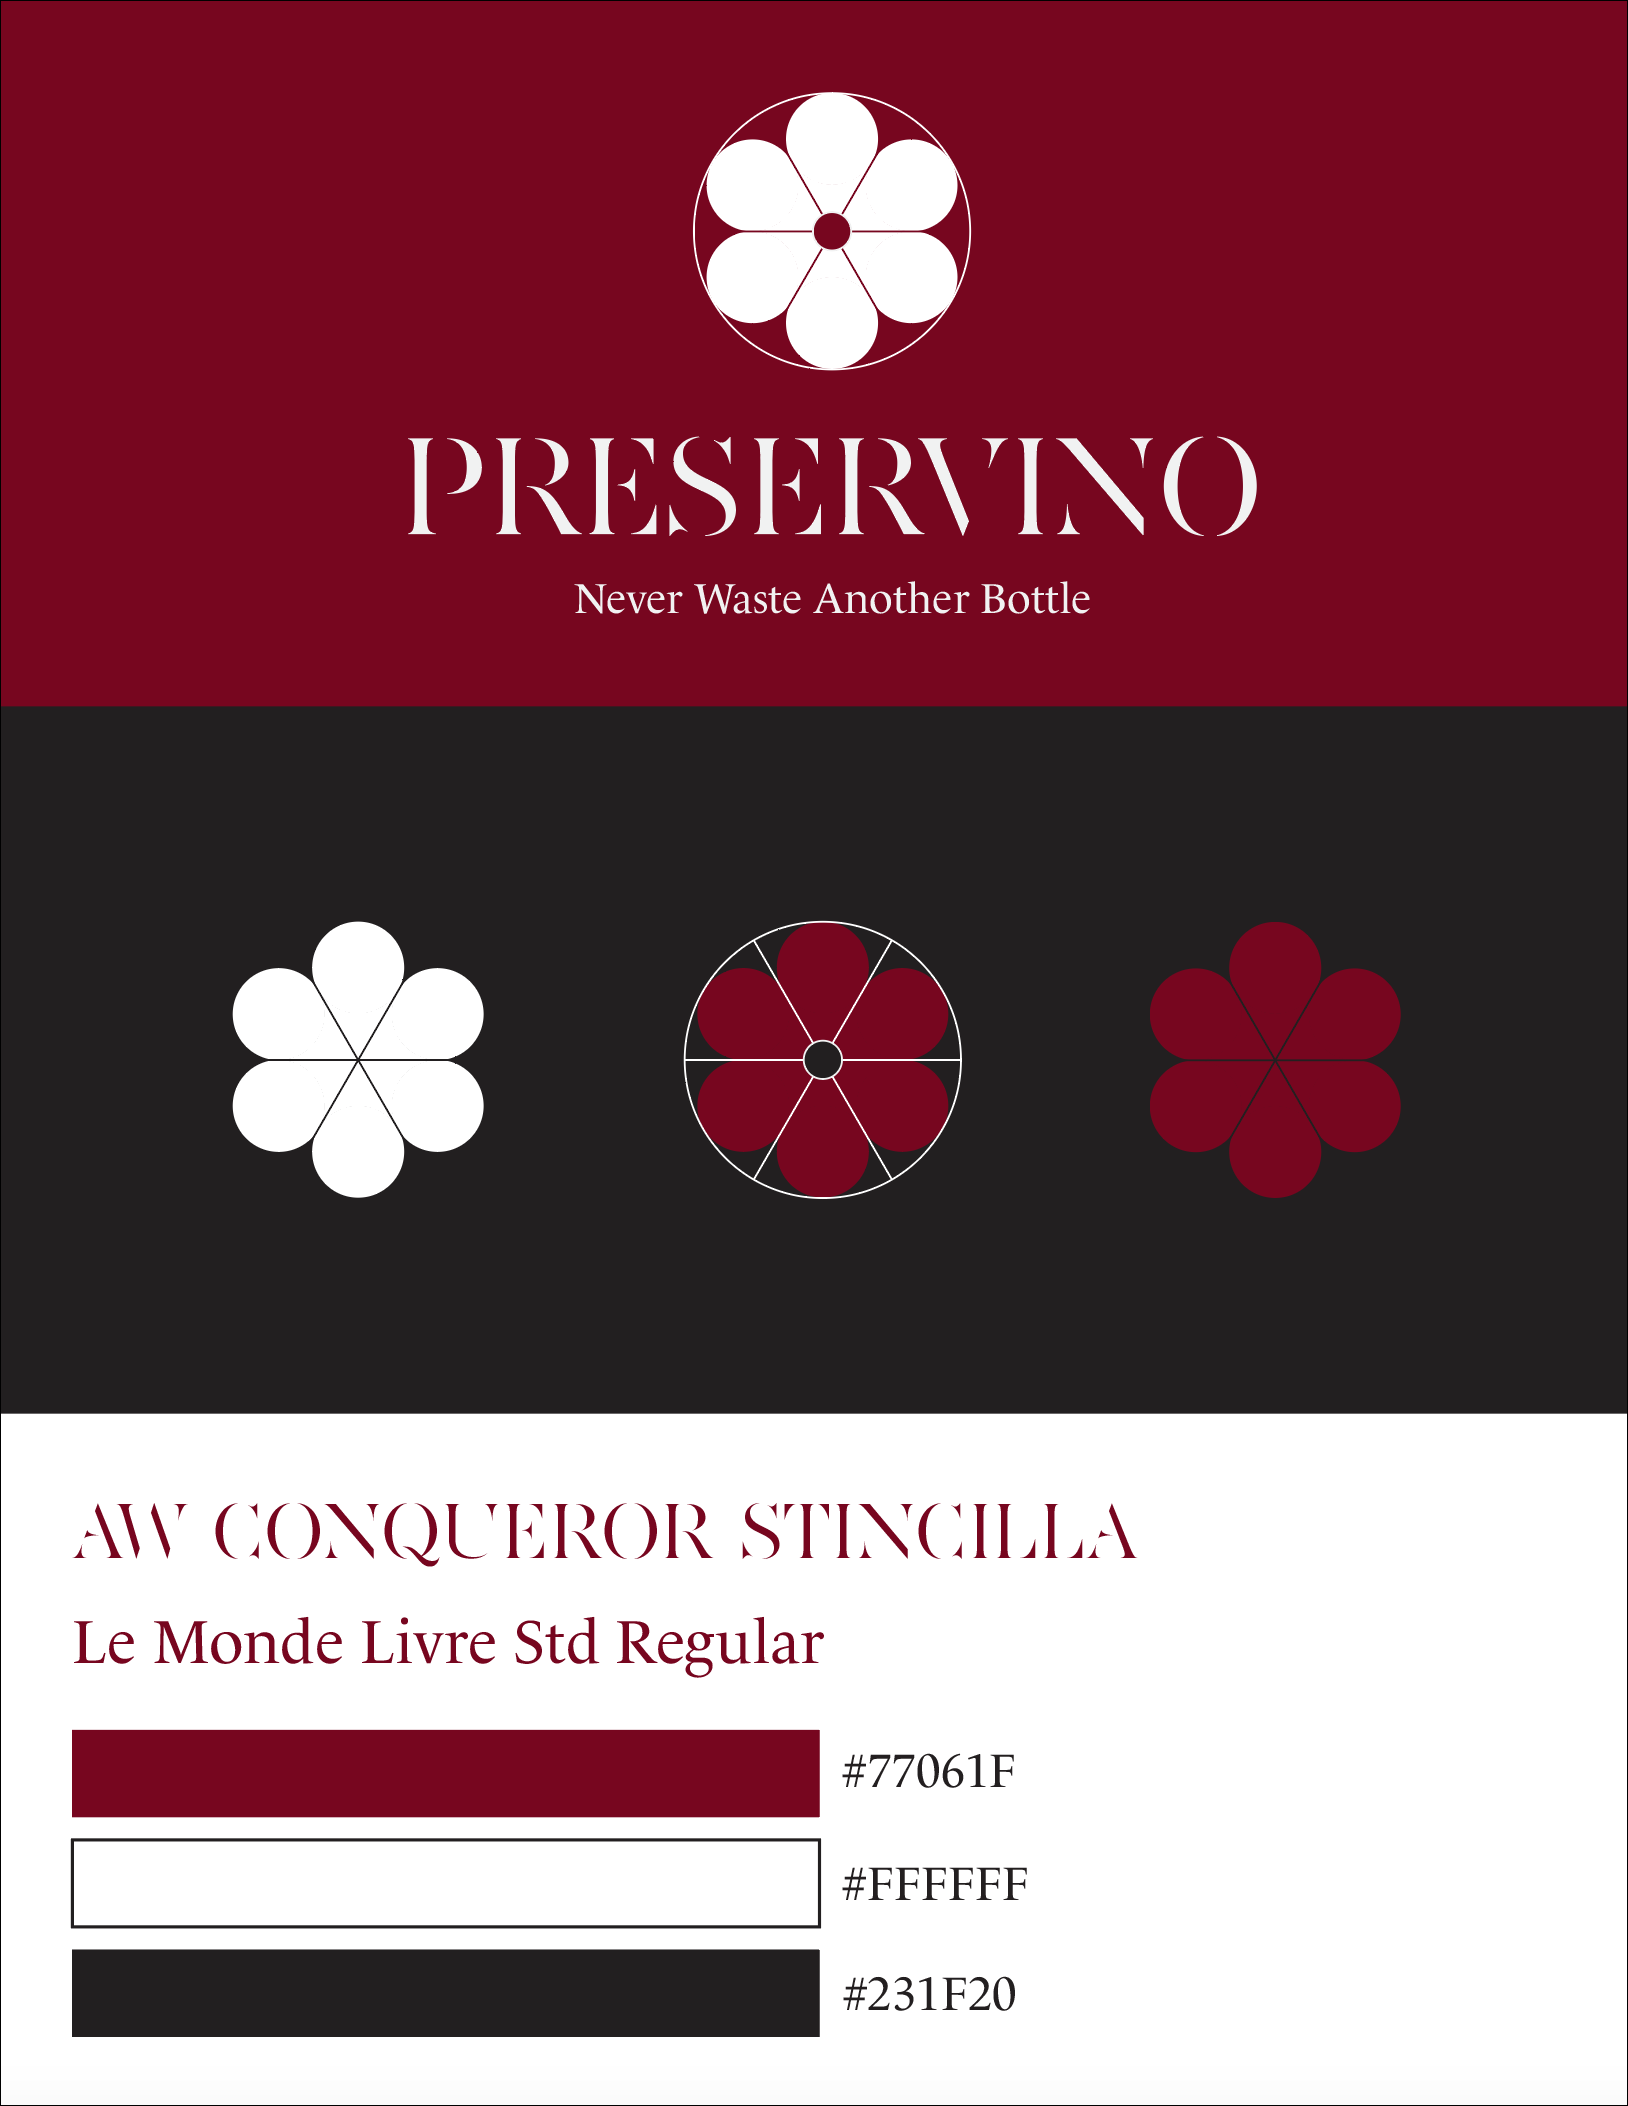 PRESERVINO
Never Waste Another Bottle
AW CONQUEROR STINCILLA
Le Monde Livre Std Regular
#77061F
#FFFFFF
#231F20